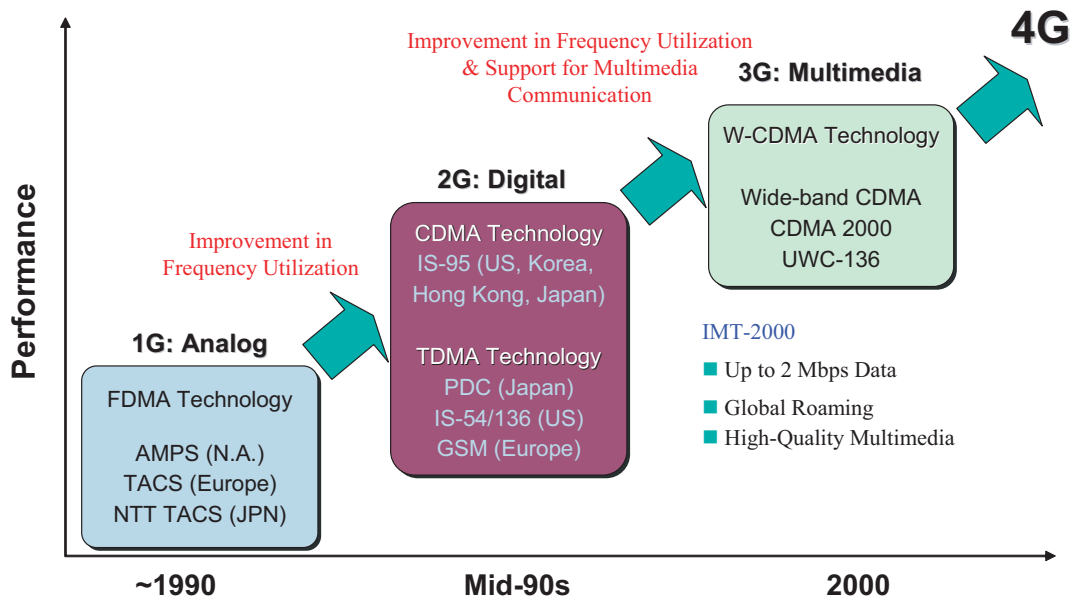 4G
Improvement in Frequency Utilization
& Support for Multimedia
Communication
3G: Multimedia
W-CDMA Technology
Wide-band CDMA
CDMA 2000
UWC-136
2G: Digital
CDMA Technology
IS-95 (US, Korea,
Hong Kong, Japan)
TDMA Technology
PDC (Japan)
IS-54/136 (US)
GSM (Europe)
Improvement in
Frequency Utilization
1G: Analog
FDMA Technology
AMPS (N.A.)
TACS (Europe)
NTT TACS (JPN)
IMT-2000
Up to 2 Mbps Data
Global Roaming
High-Quality Multimedia
Performance
~1990
Mid-90s
2000